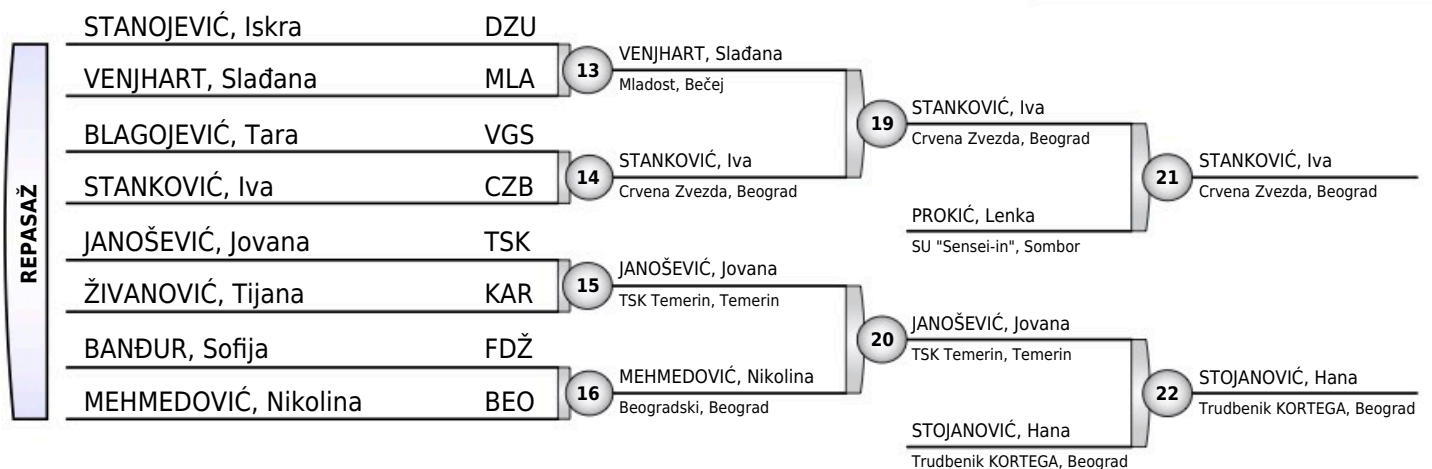 REPASAŽ
STANOJEVIĆ, Iskra DZU
VENJHART, Slađana MLA
BLAGOJEVIĆ, Tara VGS
STANKOVIĆ, Iva CZB
JANOŠEVIĆ, Jovana TSK
ŽIVANOVIĆ, Tijana KAR
BANĐUR, Sofija FDŽ
MEHMEDOVIĆ, Nikolina BEO
13
VENJHART, Slađana
Mladost, Bečej
14
STANKOVIĆ, Iva
Crvena Zvezda, Beograd
15
JANOŠEVIĆ, Jovana
TSK Temerin, Temerin
16
MEHMEDOVIĆ, Nikolina
Beogradski, Beograd
19
STANKOVIĆ, Iva
Crvena Zvezda, Beograd
PROKIĆ, Lenka
SU "Sensei-in", Sombor
20
JANOŠEVIĆ, Jovana
TSK Temerin, Temerin
STOJANOVIĆ, Hana
Trudbenik KORTEGA, Beograd
21
STANKOVIĆ, Iva
Crvena Zvezda, Beograd
22
STOJANOVIĆ, Hana
Trudbenik KORTEGA, Beograd